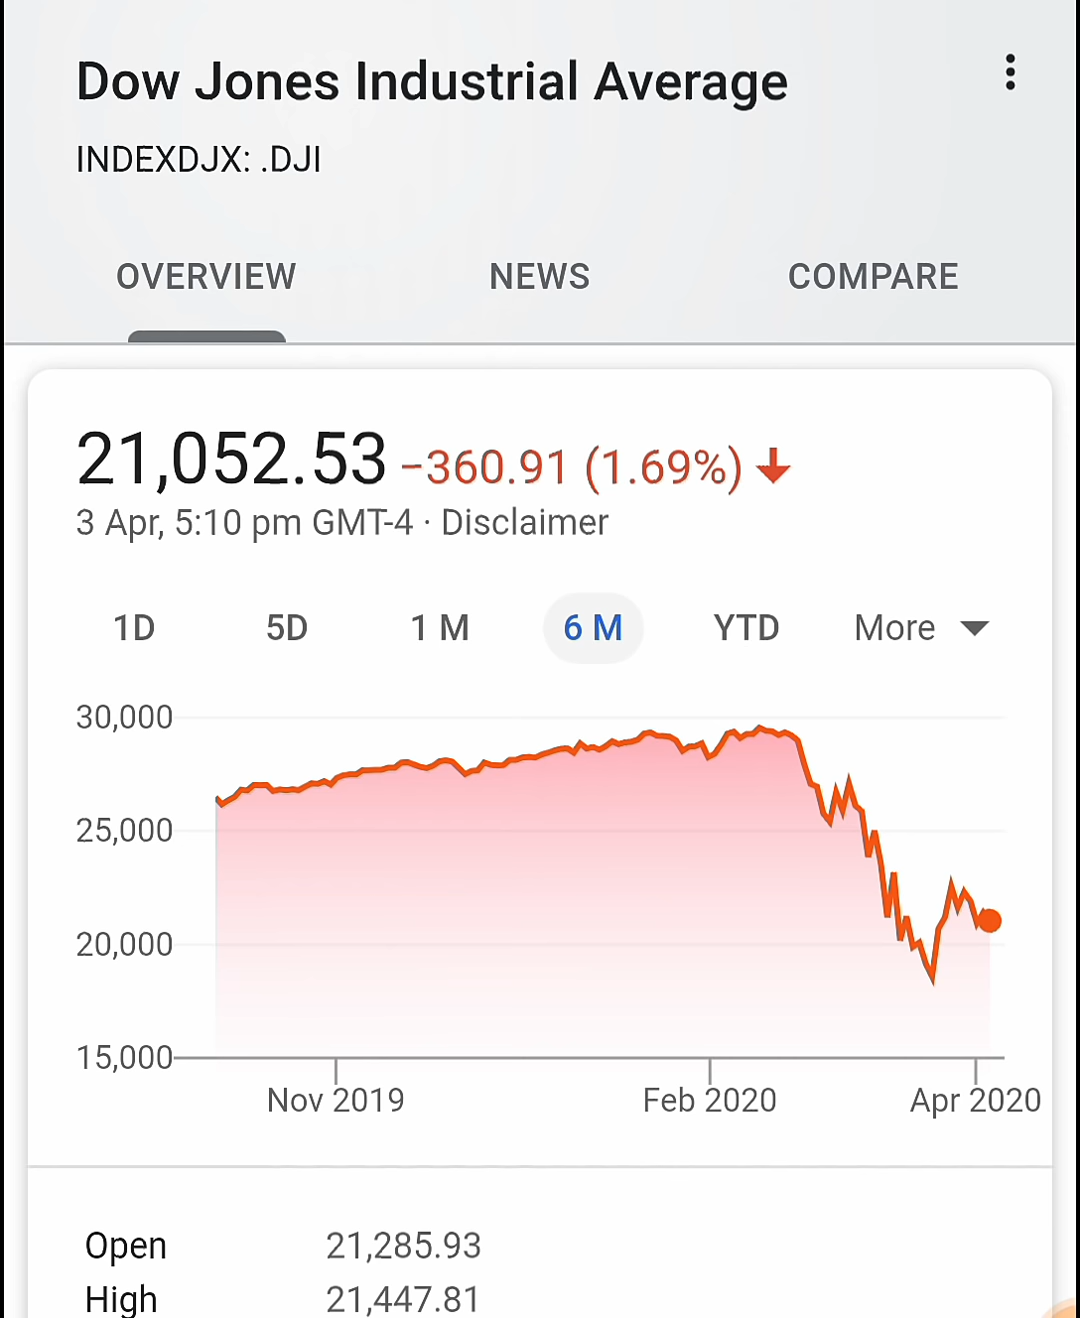 Dow Jones Industrial Average
INDEXDJX: .DJI
OVERVIEW NEWS COMPARE
21,052.53 −360.91 (1.69%)
3 Apr, 5:10 pm GMT-4 · Disclaimer
1D 5D 1 M 6 M YTD More
30,000
25,000
20,000
15,000
Nov 2019 Feb 2020 Apr 2020
Open 21,285.93
High 21,447.81